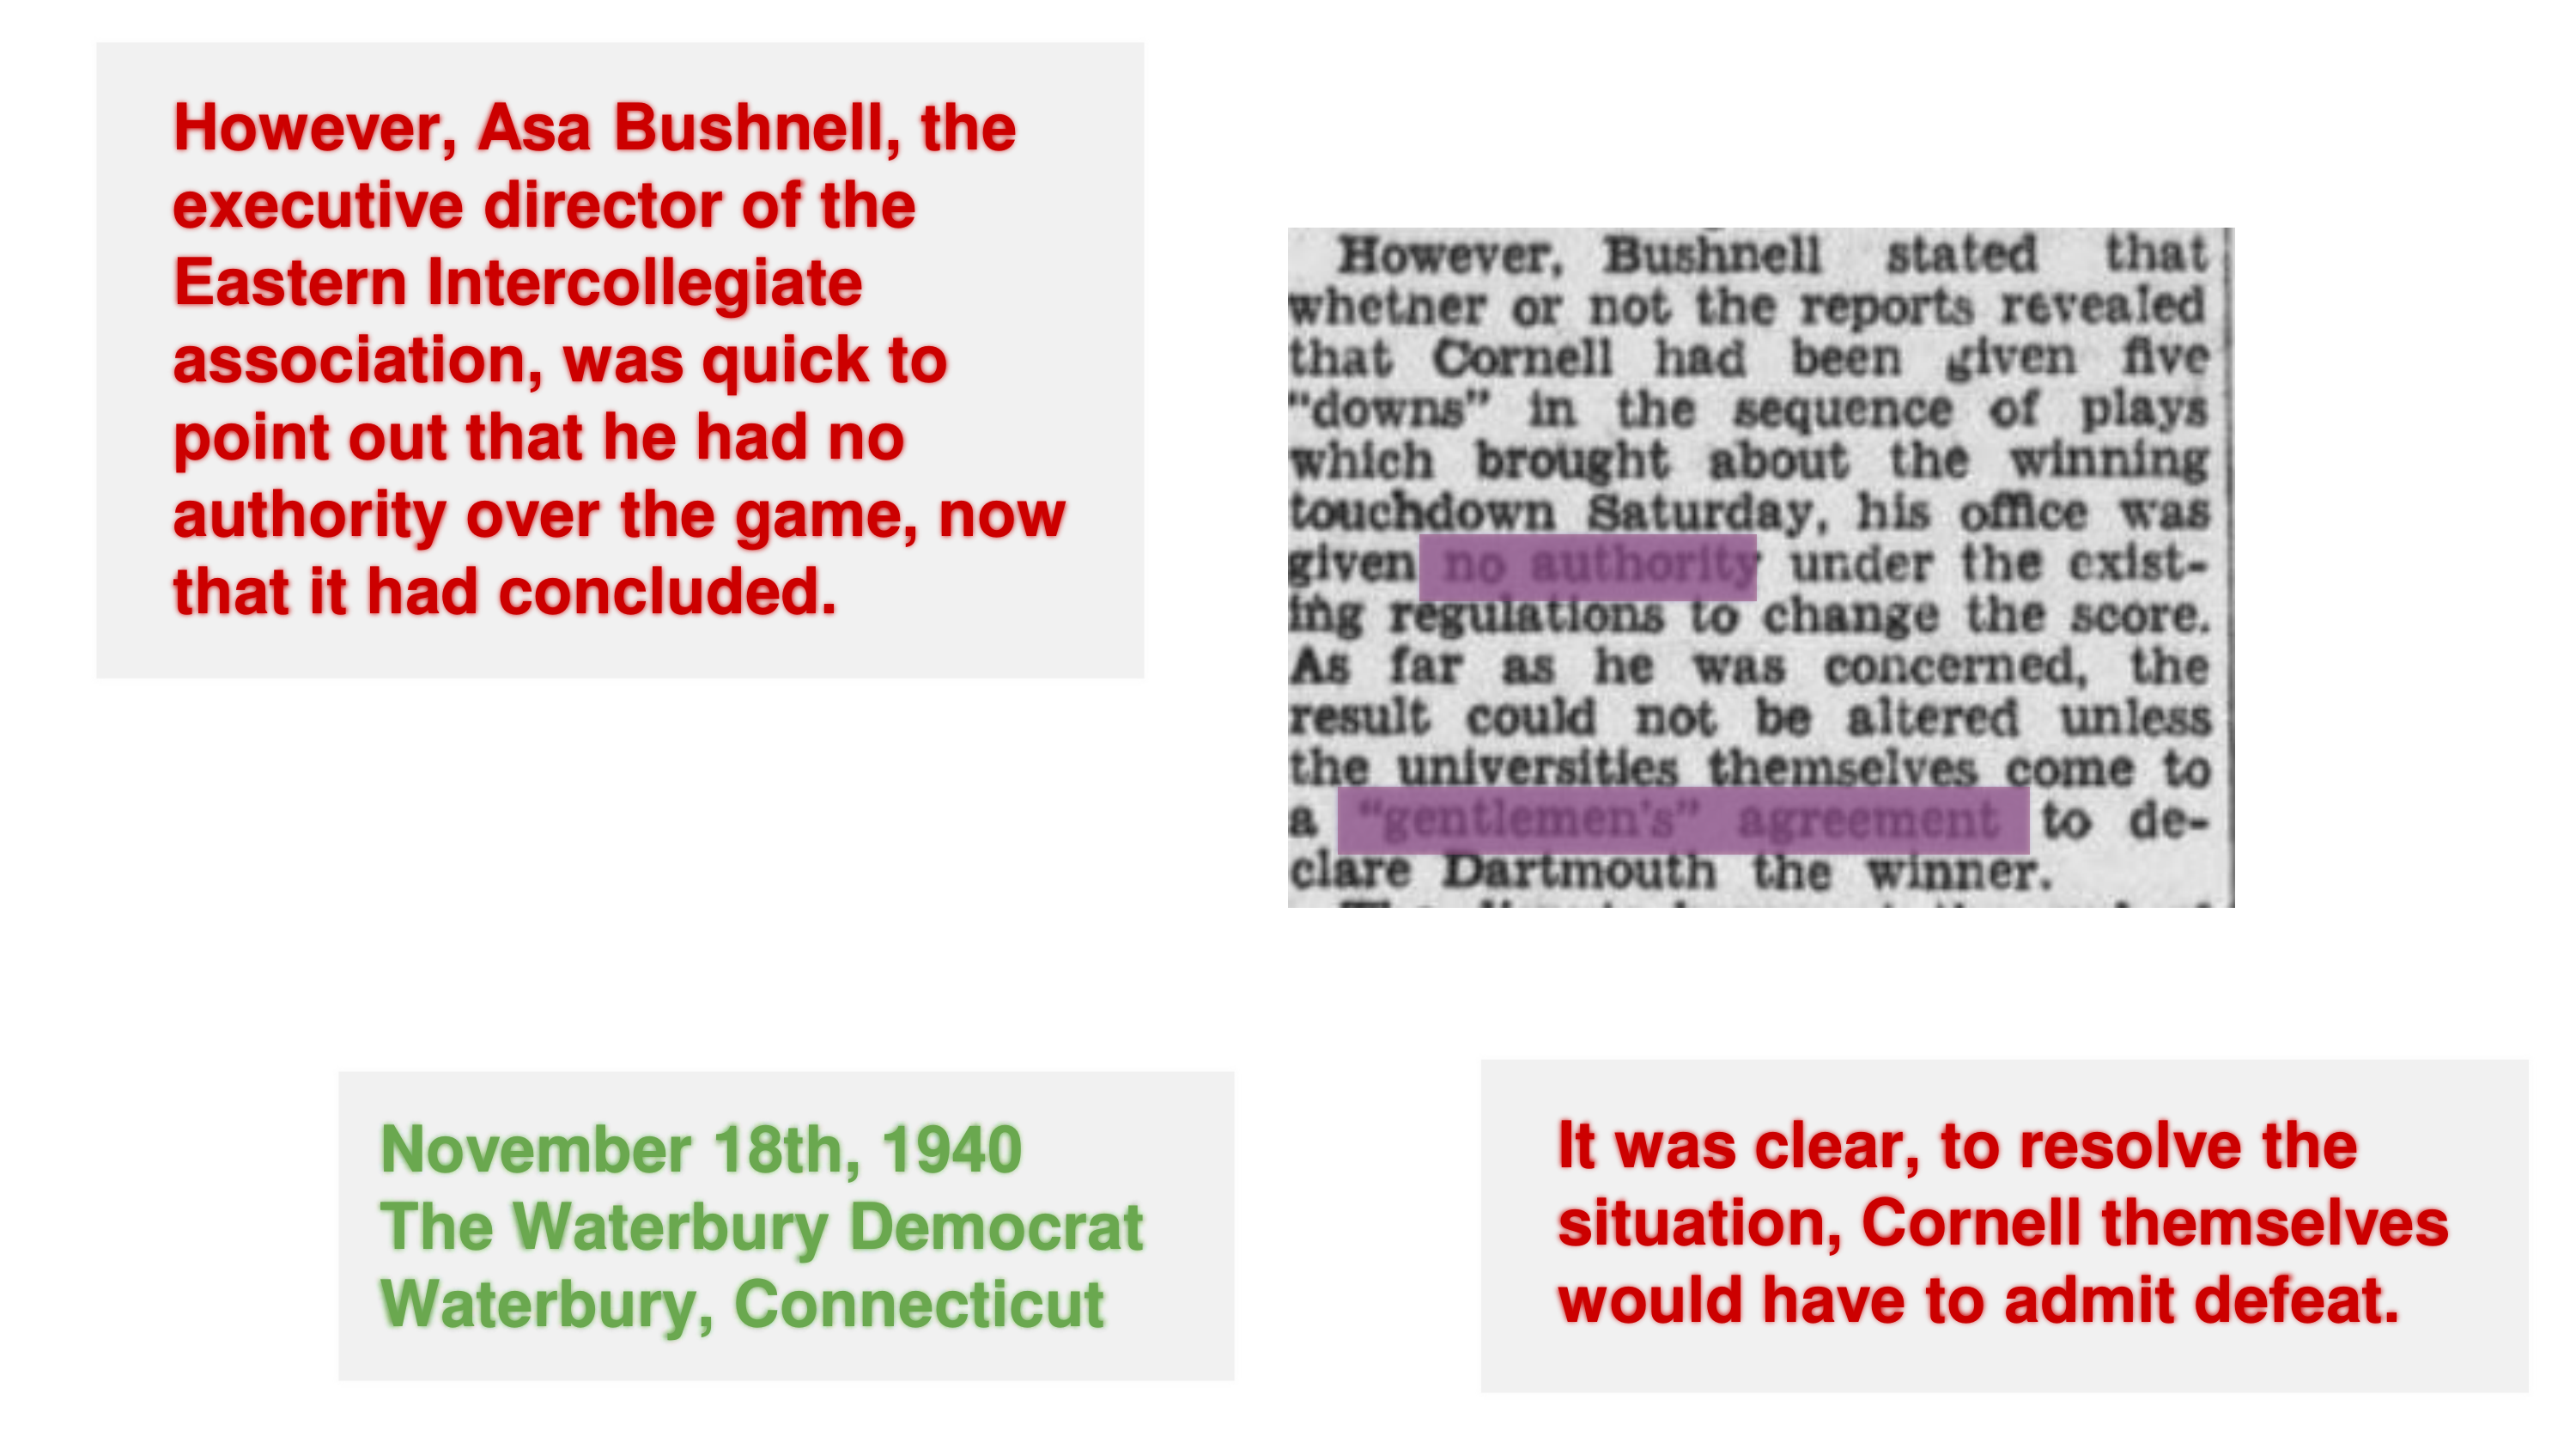 However, Asa Bushnell, the
executive director of the
Eastern Intercollegiate
association, was quick to
point out that he had no
authority over the game, now
that it had concluded.
However, Bushnell stated that
whether or not the reports revealed
that Cornell had been given five
"downs" in the sequence of plays
which brought about the winning
touchdown Saturday, his office was
given no authority under the exist-
ing regulations to change the score.
As far as he was concerned, the
result could not be altered unless
the universities themselves come to
a "gentlemen's" agreement to de-
clare Dartmouth the winner.
November 18th, 1940
The Waterbury Democrat
Waterbury, Connecticut
It was clear, to resolve the
situation, Cornell themselves
would have to admit defeat.